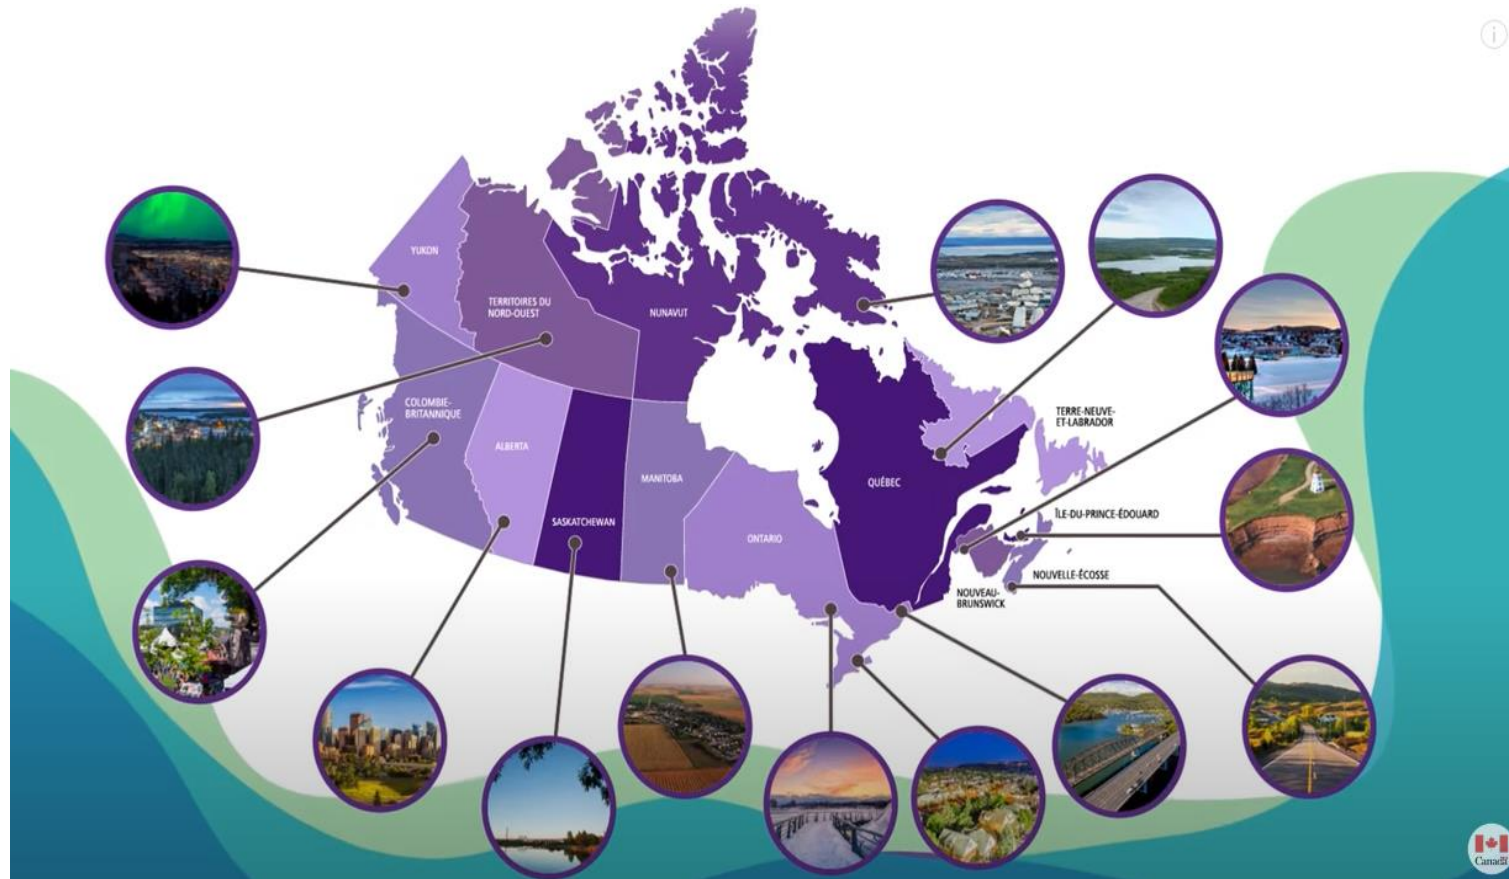 YUKON
TERRITOIRES DU
NORD-OUEST
NUNAVUT
COLOMBIE-
BRITANNIQUE
ALBERTA
SASKATCHEWAN
MANITOBA
ONTARIO
QUÉBEC
TERRE-NEUVE-
ET-LABRADOR
ÎLE-DU-PRINCE-ÉDOUARD
NOUVELLE-ÉCOSSE
NOUVEAU-
BRUNSWICK
i
Canada